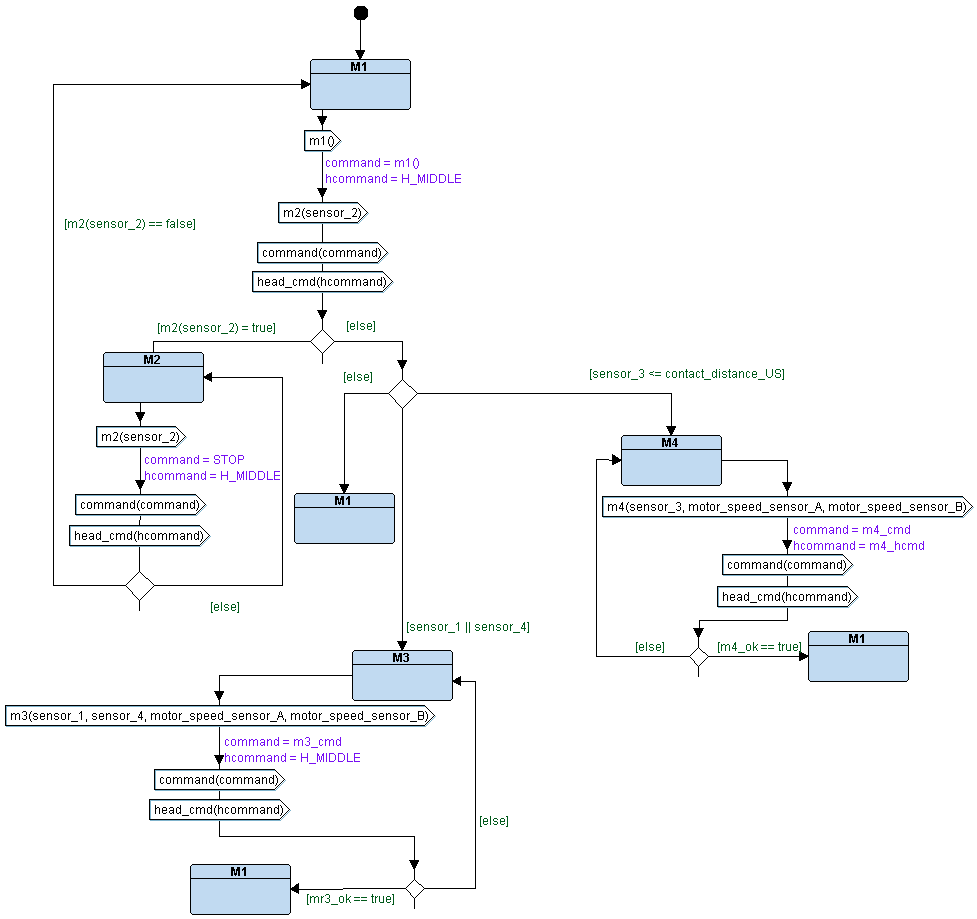 M1
m1()
command = m1()
hcommand = H_MIDDLE
m2(sensor_2)
[m2(sensor_2) == false]
command(command)
head_cmd(hcommand)
[m2(sensor_2) = true]
[else]
M2
[else]
[sensor_3 <= contact_distance_US]
m2(sensor_2)
command = STOP
hcommand = H_MIDDLE
command(command)
head_cmd(hcommand)
[else]
M1
M4
m4(sensor_3, motor_speed_sensor_A, motor_speed_sensor_B)
command = m4_cmd
hcommand = m4_hcmd
command(command)
head_cmd(hcommand)
[else]
[m4_ok == true]
M1
[sensor_1 || sensor_4]
M3
m3(sensor_1, sensor_4, motor_speed_sensor_A, motor_speed_sensor_B)
command = m3_cmd
hcommand = H_MIDDLE
command(command)
head_cmd(hcommand)
[else]
M1
[mr3_ok == true]